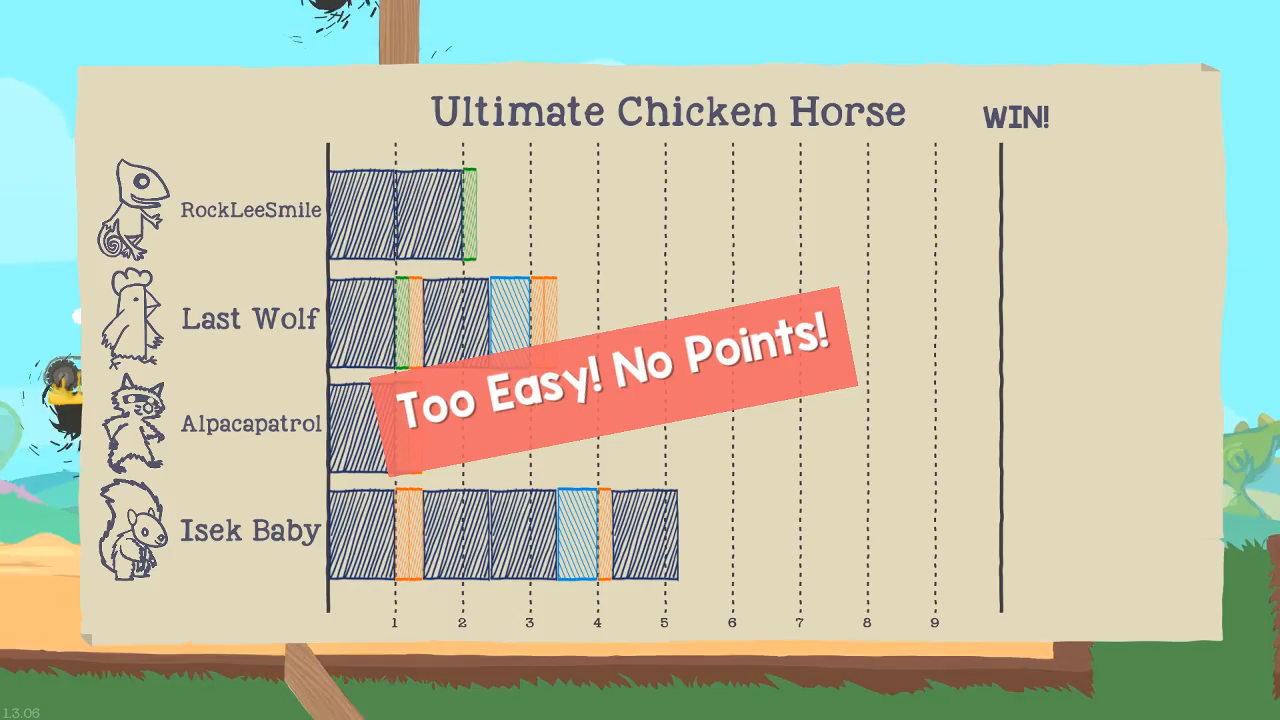 Ultimate Chicken Horse
WIN!
RockLeeSmile
Last Wolf
Too Easy! No Points!
Alpacapatrol
Isek Baby
1 2 3 4 5 6 7 8 9
1.3.06